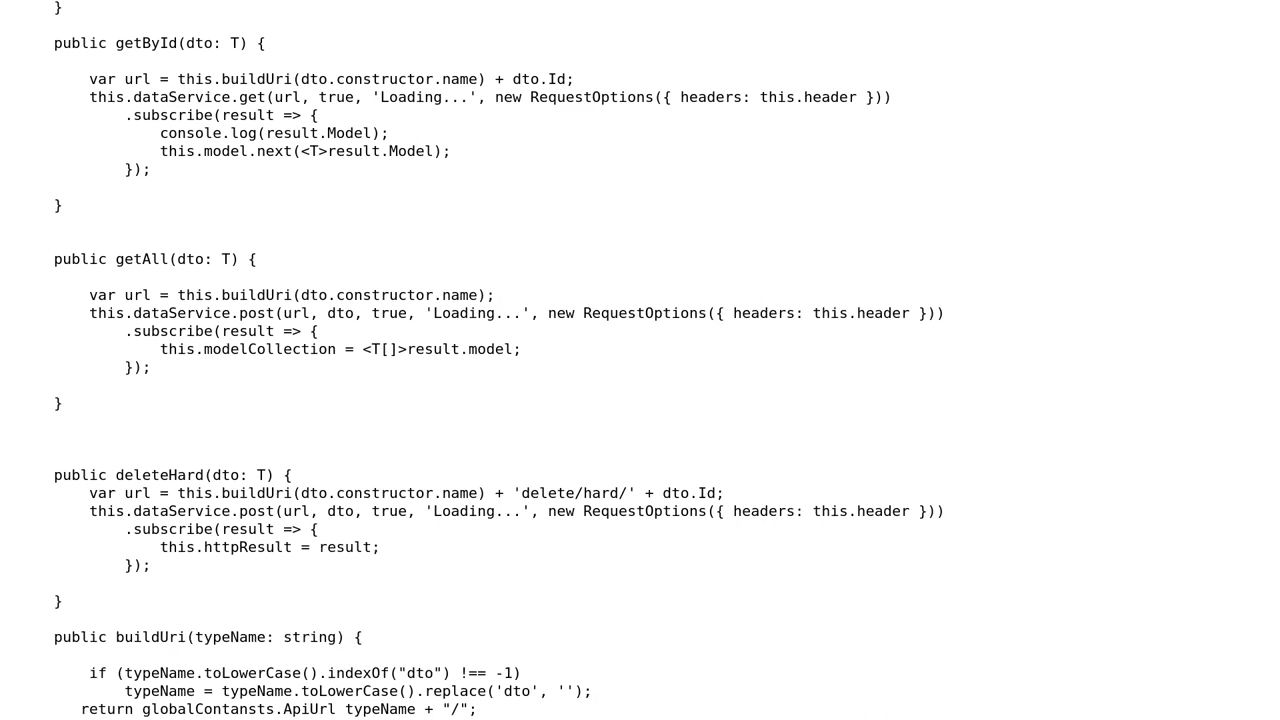 }
public getById(dto: T) {
var url = this.buildUri(dto.constructor.name) + dto.Id;
this.dataService.get(url, true, 'Loading...', new RequestOptions({ headers: this.header }))
.subscribe(result => {
console.log(result.Model);
this.model.next(<T>result.Model);
});
}
public getAll(dto: T) {
var url = this.buildUri(dto.constructor.name);
this.dataService.post(url, dto, true, 'Loading...', new RequestOptions({ headers: this.header }))
.subscribe(result => {
this.modelCollection = <T[]>result.model;
});
}
public deleteHard(dto: T) {
var url = this.buildUri(dto.constructor.name) + 'delete/hard/' + dto.Id;
this.dataService.post(url, dto, true, 'Loading...', new RequestOptions({ headers: this.header }))
.subscribe(result => {
this.httpResult = result;
});
}
public buildUri(typeName: string) {
if (typeName.toLowerCase().indexOf("dto") !== -1)
typeName = typeName.toLowerCase().replace('dto', '');
return globalContansts.ApiUrl typeName + "/";